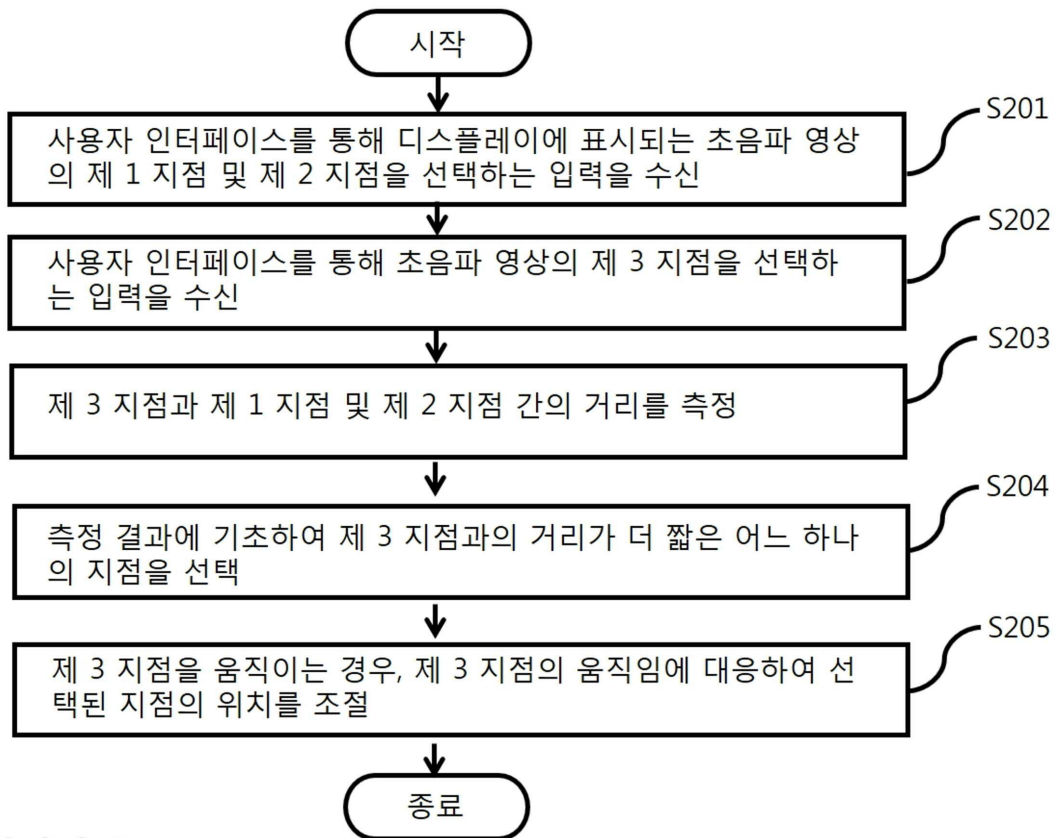 시작
S201
사용자 인터페이스를 통해 디스플레이에 표시되는 초음파 영상
의 제 1 지점 및 제 2 지점을 선택하는 입력을 수신
S202
사용자 인터페이스를 통해 초음파 영상의 제 3 지점을 선택하
는 입력을 수신
S203
제 3 지점과 제 1 지점 및 제 2 지점 간의 거리를 측정
S204
측정 결과에 기초하여 제 3 지점과의 거리가 더 짧은 어느 하나
의 지점을 선택
S205
제 3 지점을 움직이는 경우, 제 3 지점의 움직임에 대응하여 선
택된 지점의 위치를 조절
종료